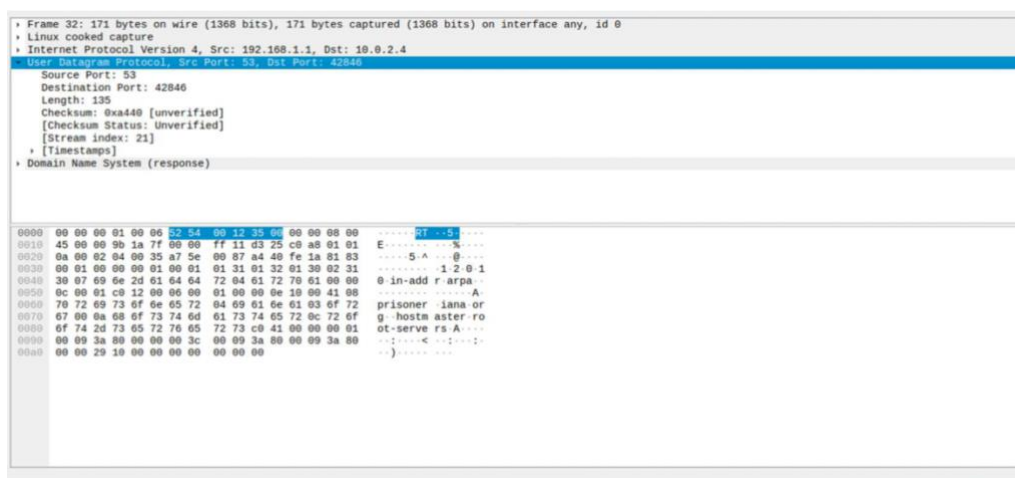 Frame 32: 171 bytes on wire (1368 bits), 171 bytes captured (1368 bits) on interface any, id 0
Linux cooked capture
Internet Protocol Version 4, Src: 192.168.1.1, Dst: 10.0.2.4
User Datagram Protocol, Src Port: 53, Dst Port: 42846
Source Port: 53
Destination Port: 42846
Length: 135
Checksum: 0xa440 [unverified]
[Checksum Status: Unverified]
[Stream index: 21]
[Timestamps]
Domain Name System (response)
0000 00 00 00 01 00 06 52 54 00 12 35 00 00 00 08 00 ······RT ··5·····
0010 45 00 00 9b 1a 7f 00 00 ff 11 d3 25 c0 a8 01 01 E······· ···%····
0020 0a 00 02 04 00 35 a7 5e 00 87 a4 40 fe 1a 81 83 ·····5·^ ···@····
0030 00 01 00 00 00 01 00 01 01 31 01 32 01 30 02 31 ········ ·1·2·0·1
0040 30 07 69 6e 2d 61 64 64 72 04 61 72 70 61 00 00 0·in-add r·arpa··
0050 0c 00 01 c0 12 00 06 00 01 00 00 0e 10 00 41 08 ········ ······A·
0060 70 72 69 73 6f 6e 65 72 04 69 61 6e 61 03 6f 72 prisoner ·iana·or
0070 67 00 0a 68 6f 73 74 6d 61 73 74 65 72 0c 72 6f g··hostm aster·ro
0080 6f 74 2d 73 65 72 76 65 72 73 c0 41 00 00 00 01 ot-serve rs·A····
0090 00 09 3a 80 00 00 00 3c 00 09 3a 80 00 09 3a 80 ··:····< ··:···:·
00a0 00 00 29 10 00 00 00 00 00 00 00 ··)····· ···